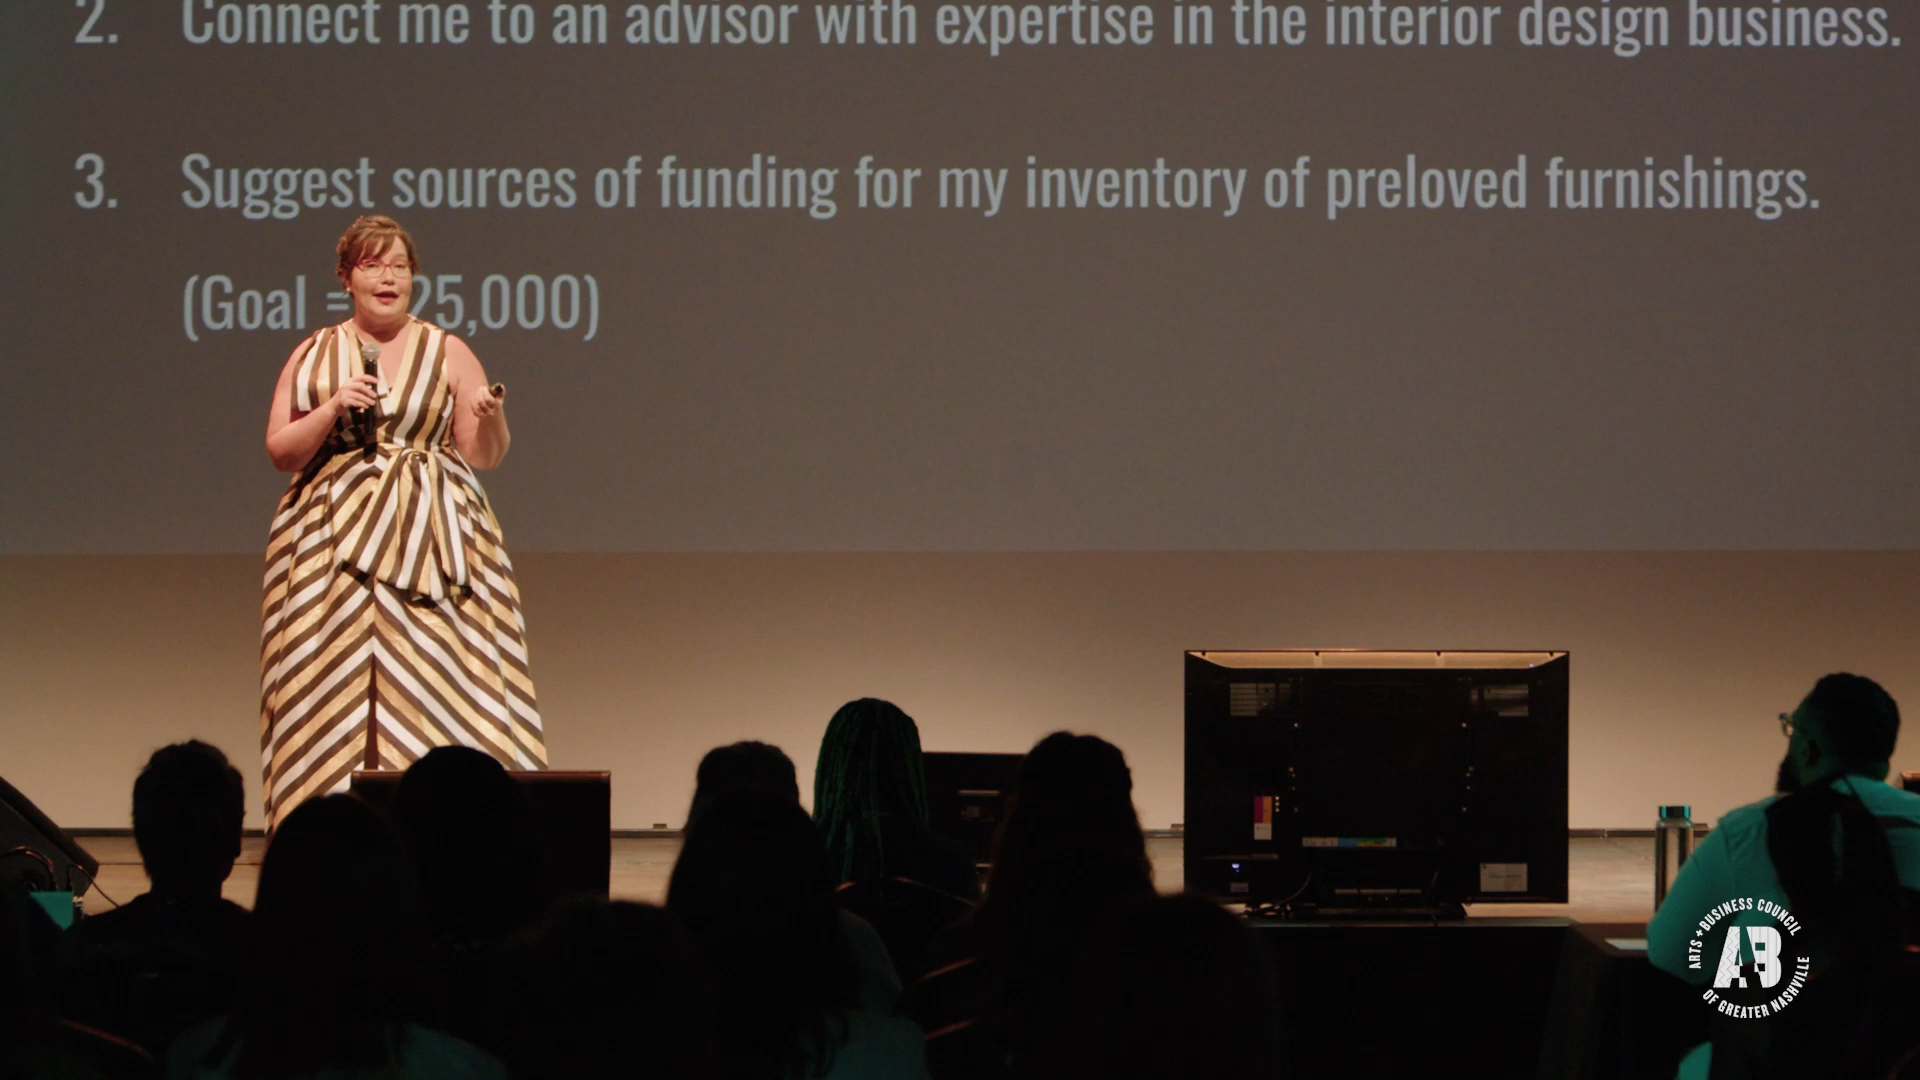 2. Connect me to an advisor with expertise in the interior design business.
3. Suggest sources of funding for my inventory of preloved furnishings.
(Goal = 25,000)
ARTS + BUSINESS COUNCIL
AB
OF GREATER NASHVILLE